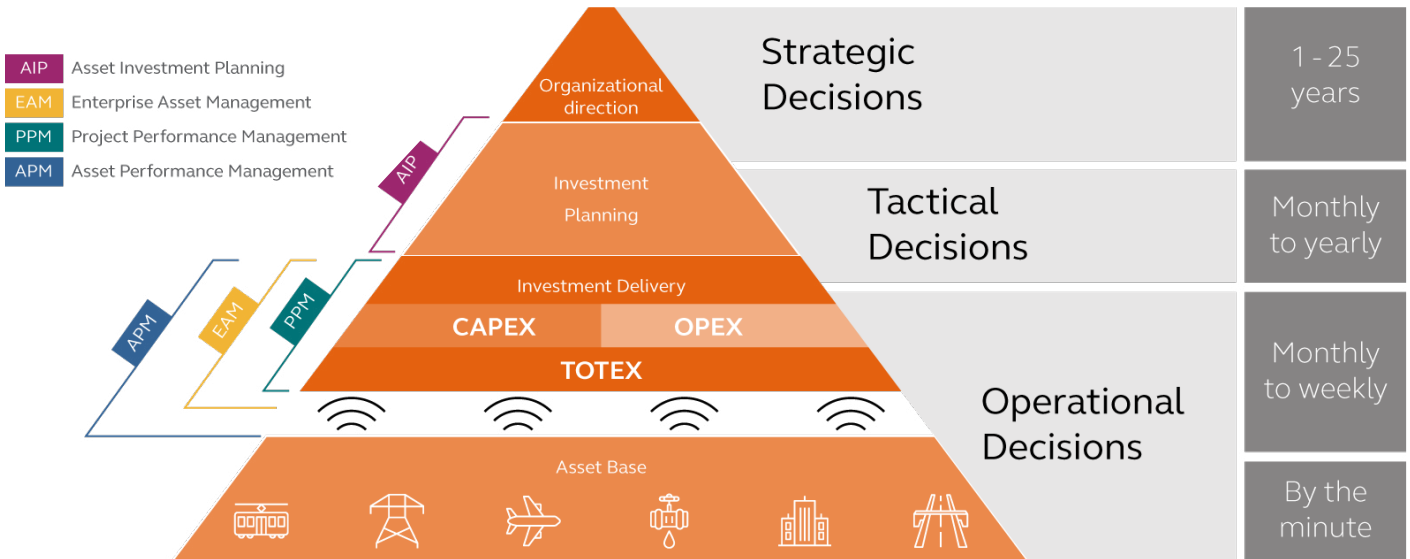 AIP Asset Investment Planning
EAM Enterprise Asset Management
PPM Project Performance Management
APM Asset Performance Management
AIP
APM
EAM
PPM
Organizational
direction
Investment
Planning
Investment Delivery
CAPEX
OPEX
TOTEX
Asset Base
Strategic
Decisions
Tactical
Decisions
Operational
Decisions
1 - 25
years
Monthly
to yearly
Monthly
to weekly
By the
minute